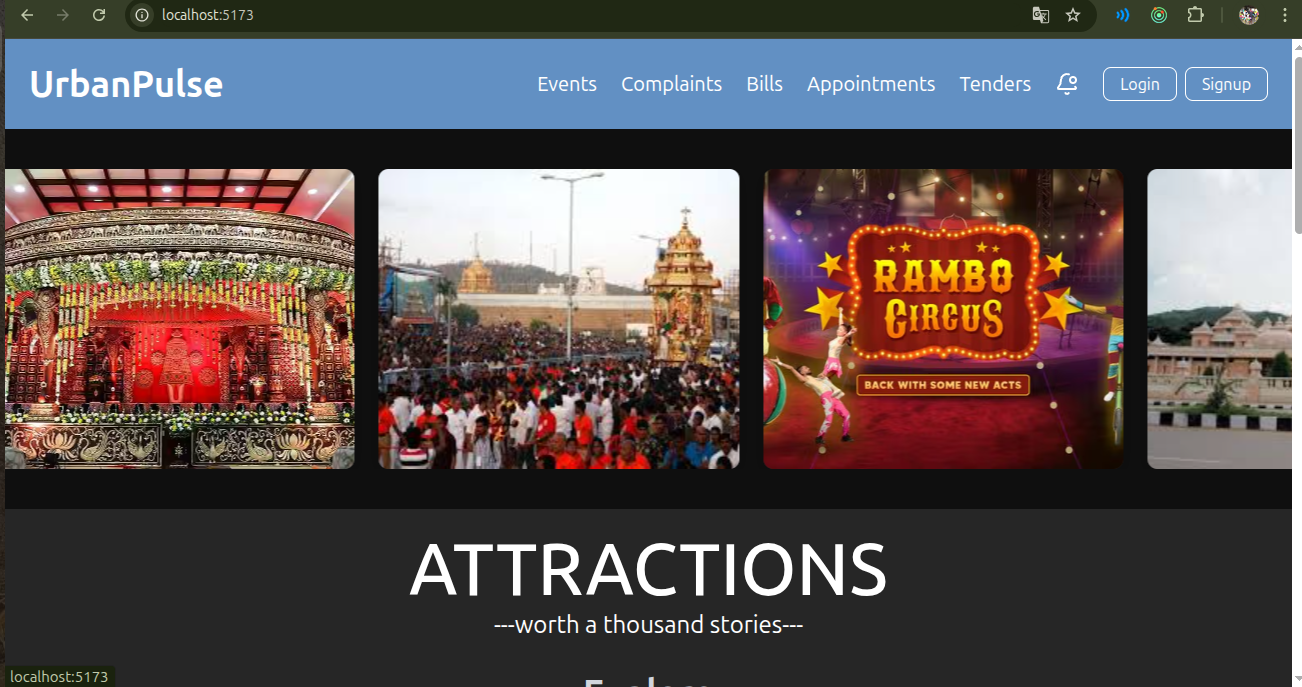 localhost:5173
UrbanPulse
Events Complaints Bills Appointments Tenders Login Signup
RAMBO
CIRCUS
BACK WITH SOME NEW ACTS
ATTRACTIONS
---worth a thousand stories---
localhost:5173